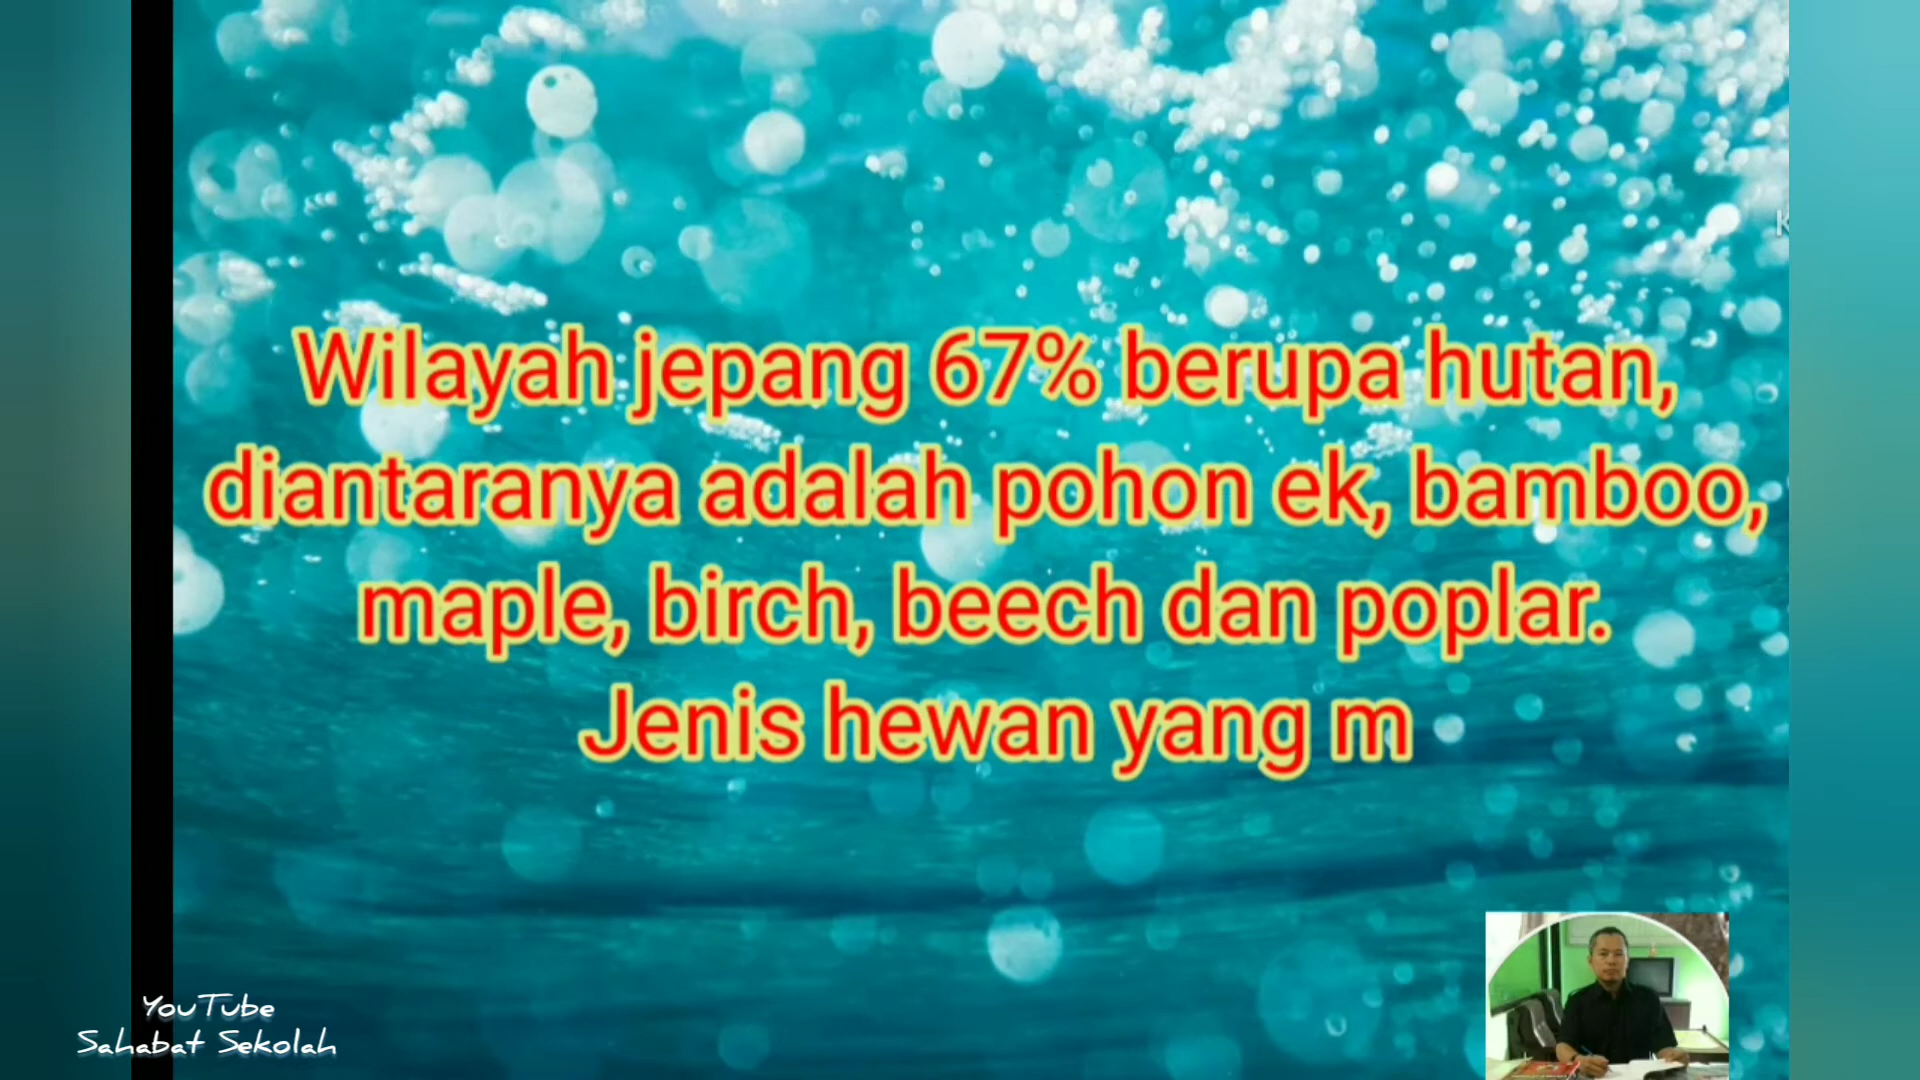 Wilayah jepang 67% berupa hutan,
diantaranya adalah pohon ek, bamboo,
maple, birch, beech dan poplar.
Jenis hewan yang m
YouTube
Sahabat Sekolah